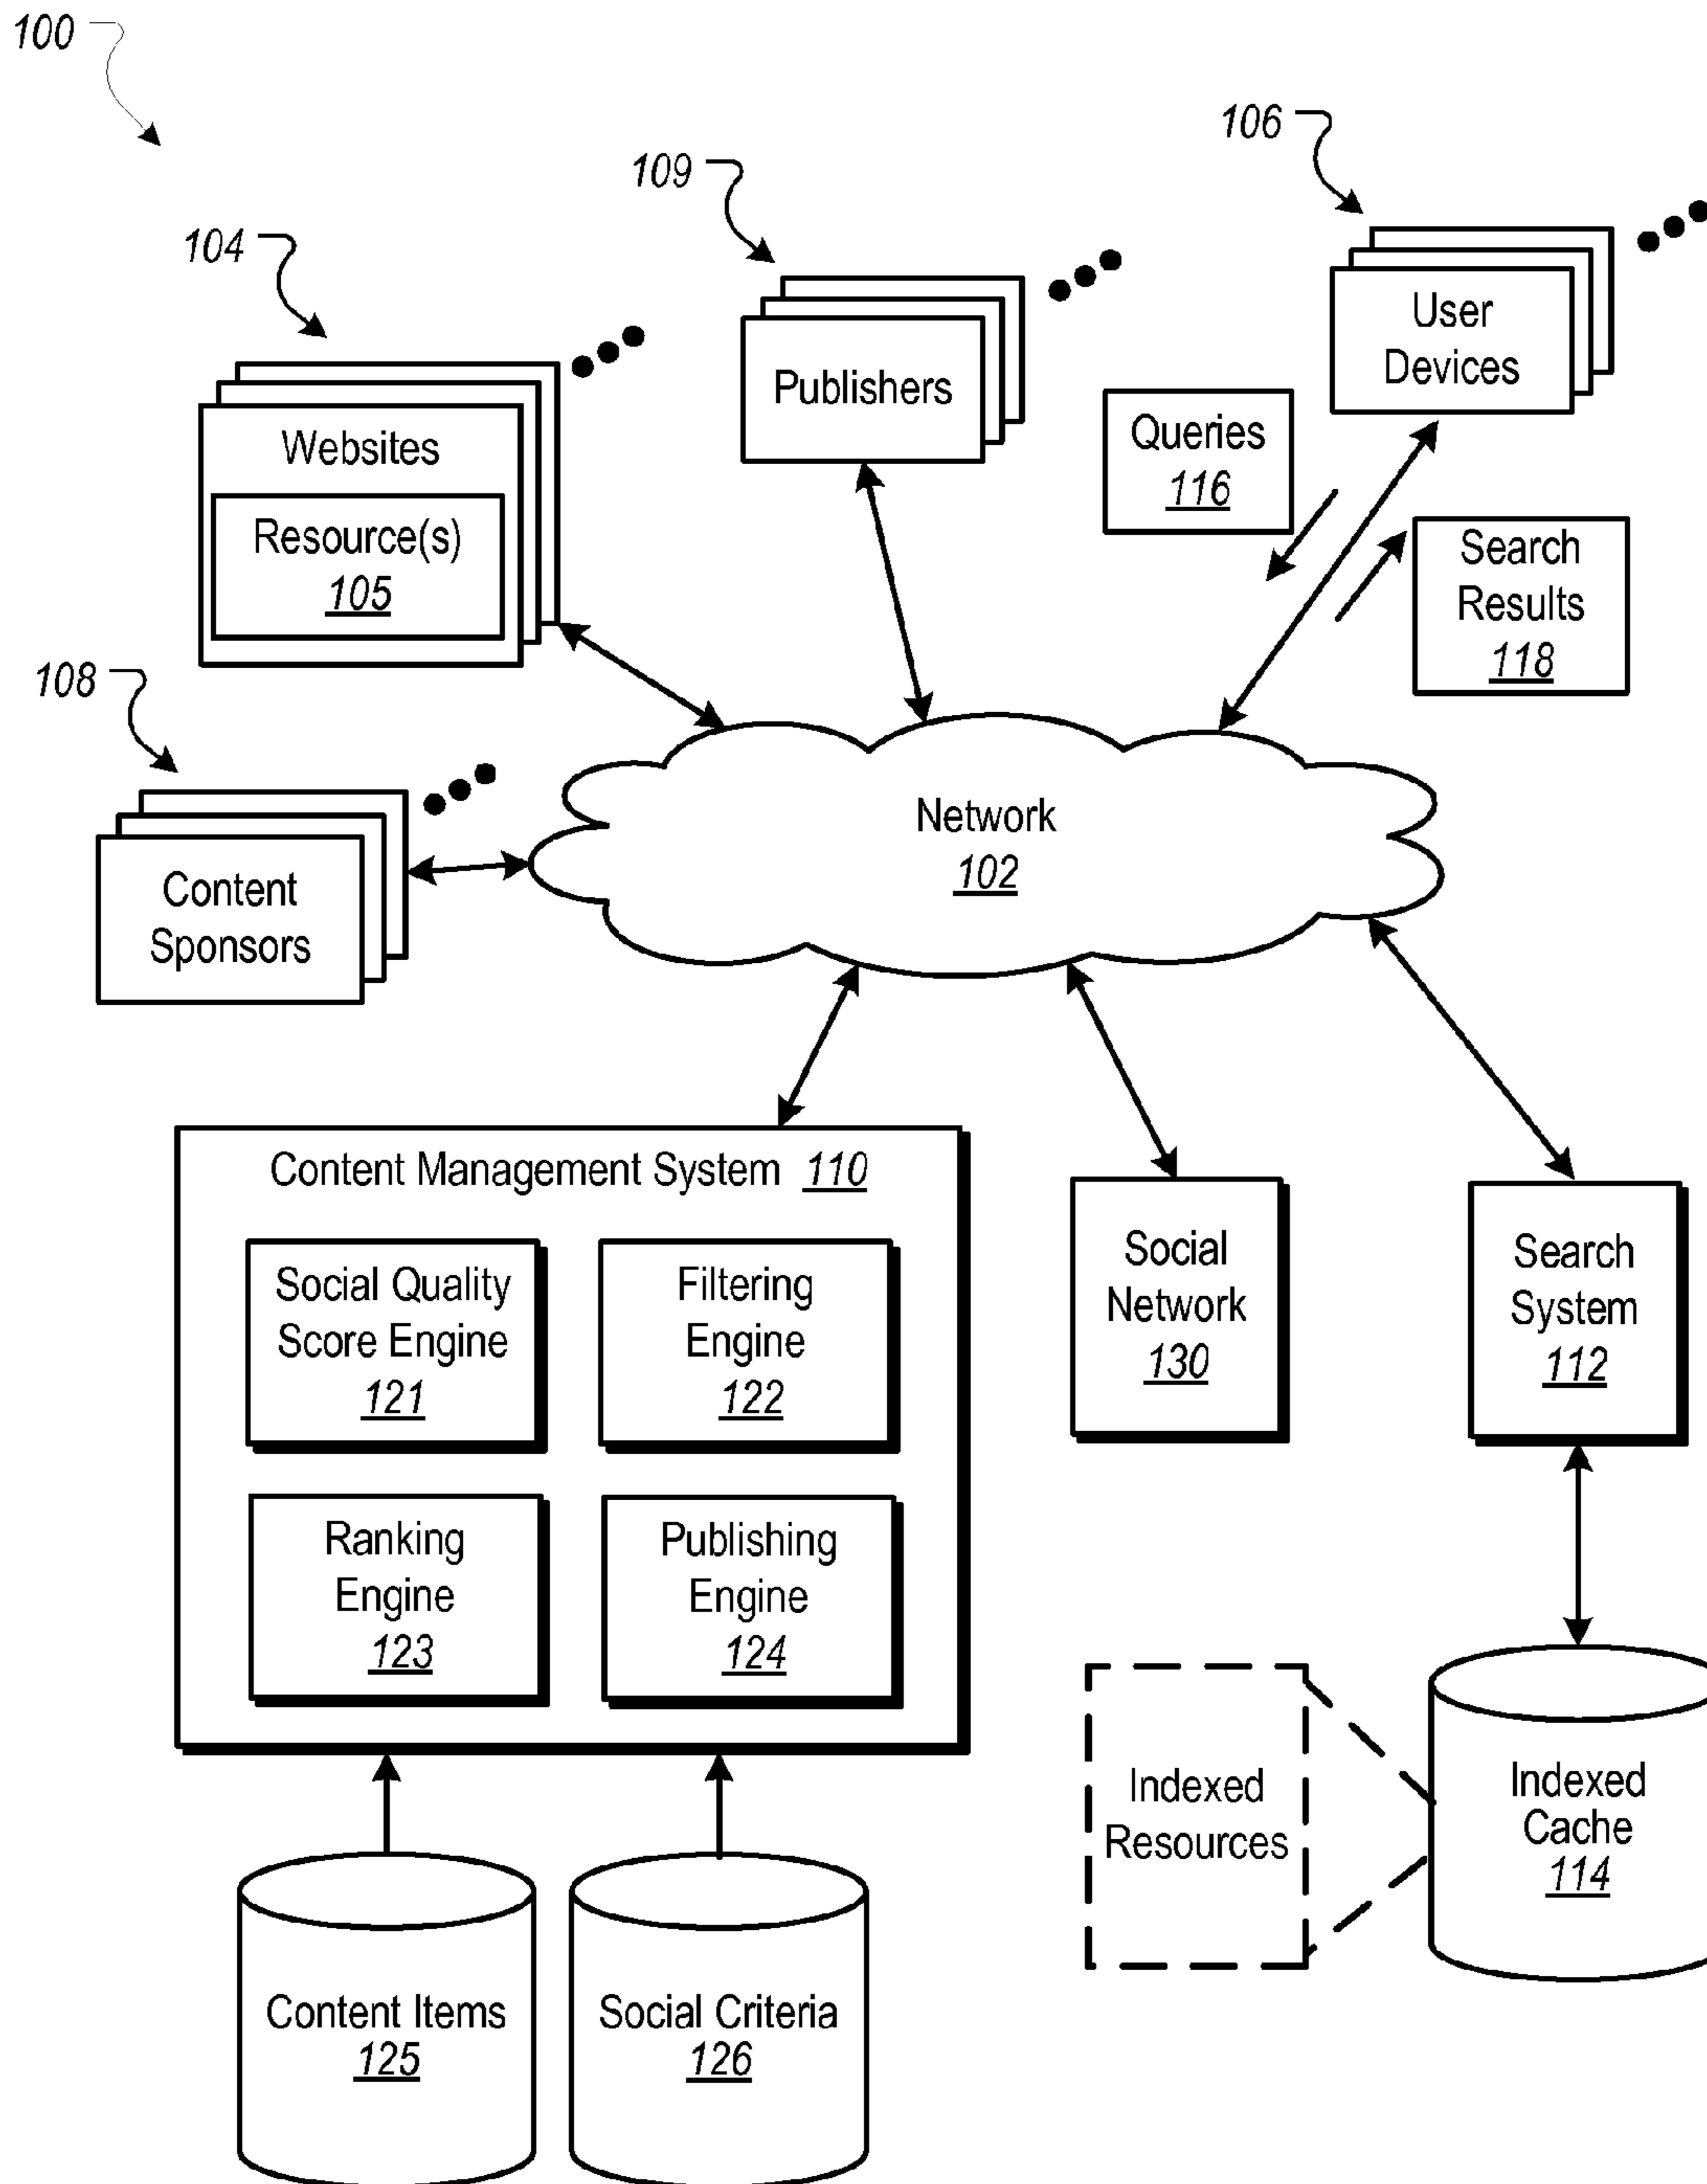 100
106
109
104
User
Devices
Publishers
Queries
116
Websites
Resource(s)
105
Search
Results
118
108
Network
102
Content
Sponsors
Content Management System 110
Social Quality
Score Engine
121
Filtering
Engine
122
Ranking
Engine
123
Publishing
Engine
124
Social
Network
130
Search
System
112
Indexed
Resources
Indexed
Cache
114
Content Items
125
Social Criteria
126